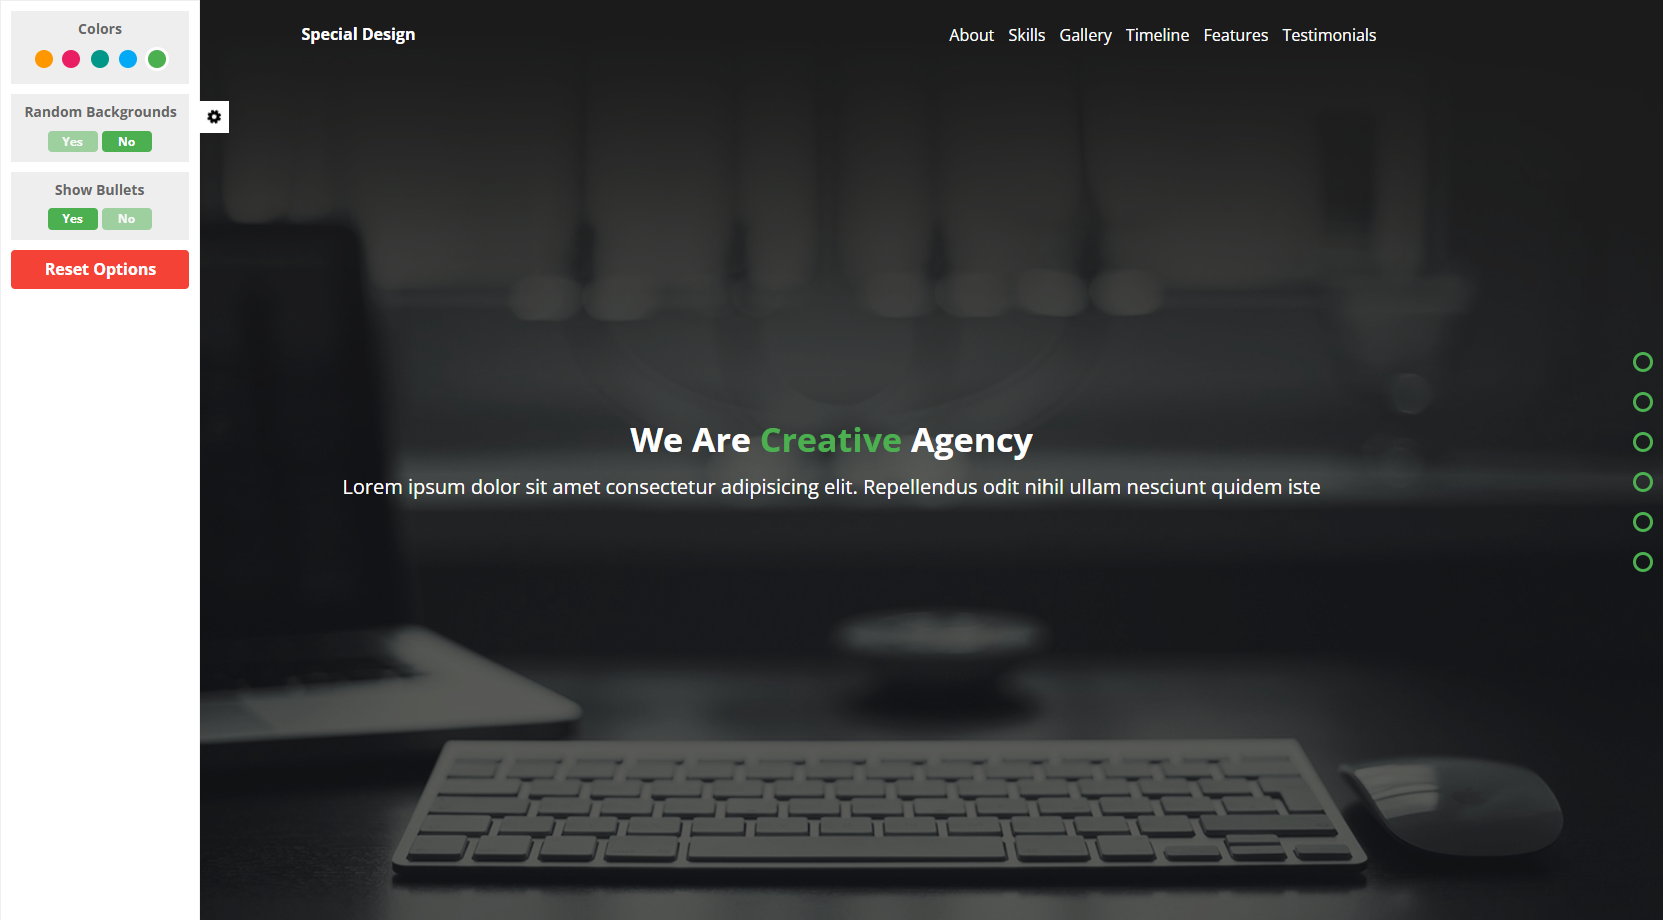 Colors
Random Backgrounds
Yes No
Show Bullets
Yes No
Reset Options
Special Design
About Skills Gallery Timeline Features Testimonials
We Are Creative Agency
Lorem ipsum dolor sit amet consectetur adipisicing elit. Repellendus odit nihil ullam nesciunt quidem iste